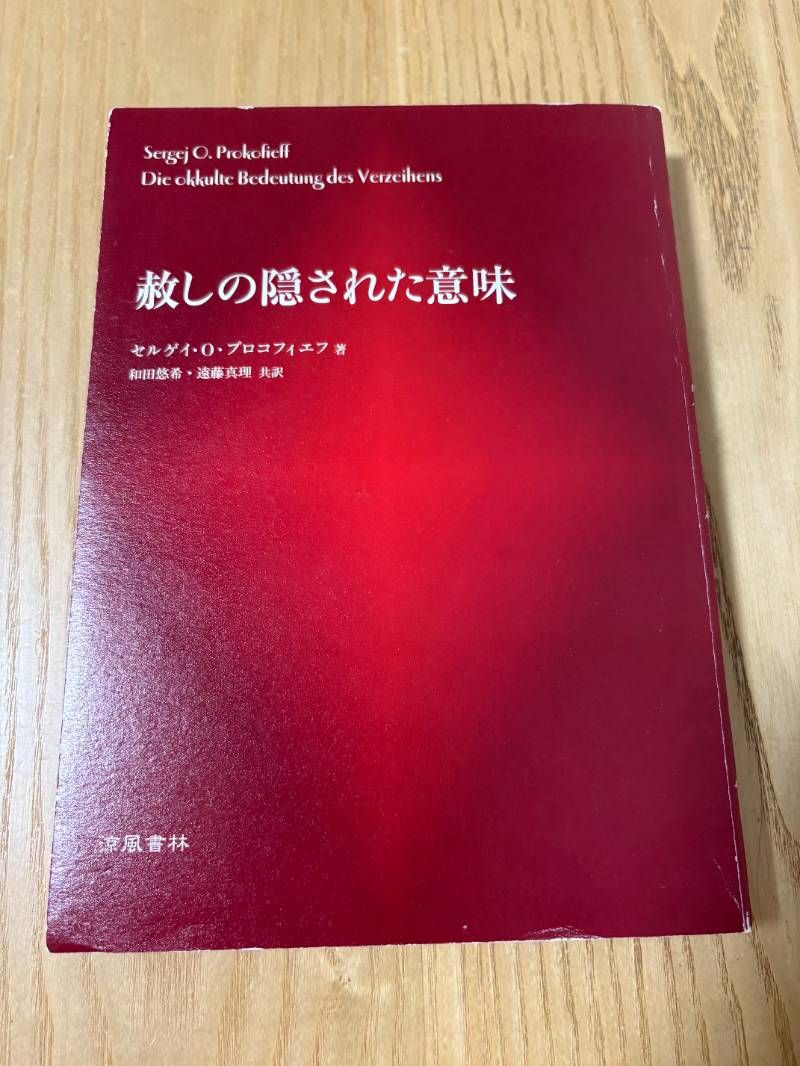 Sergej O. Prokofieff
Die okkulte Bedeutung des Verzeihens
赦しの隠された意味
セルゲイ・O・プロコフィエフ 著
和田悠希・遠藤真理 共訳
涼風書林